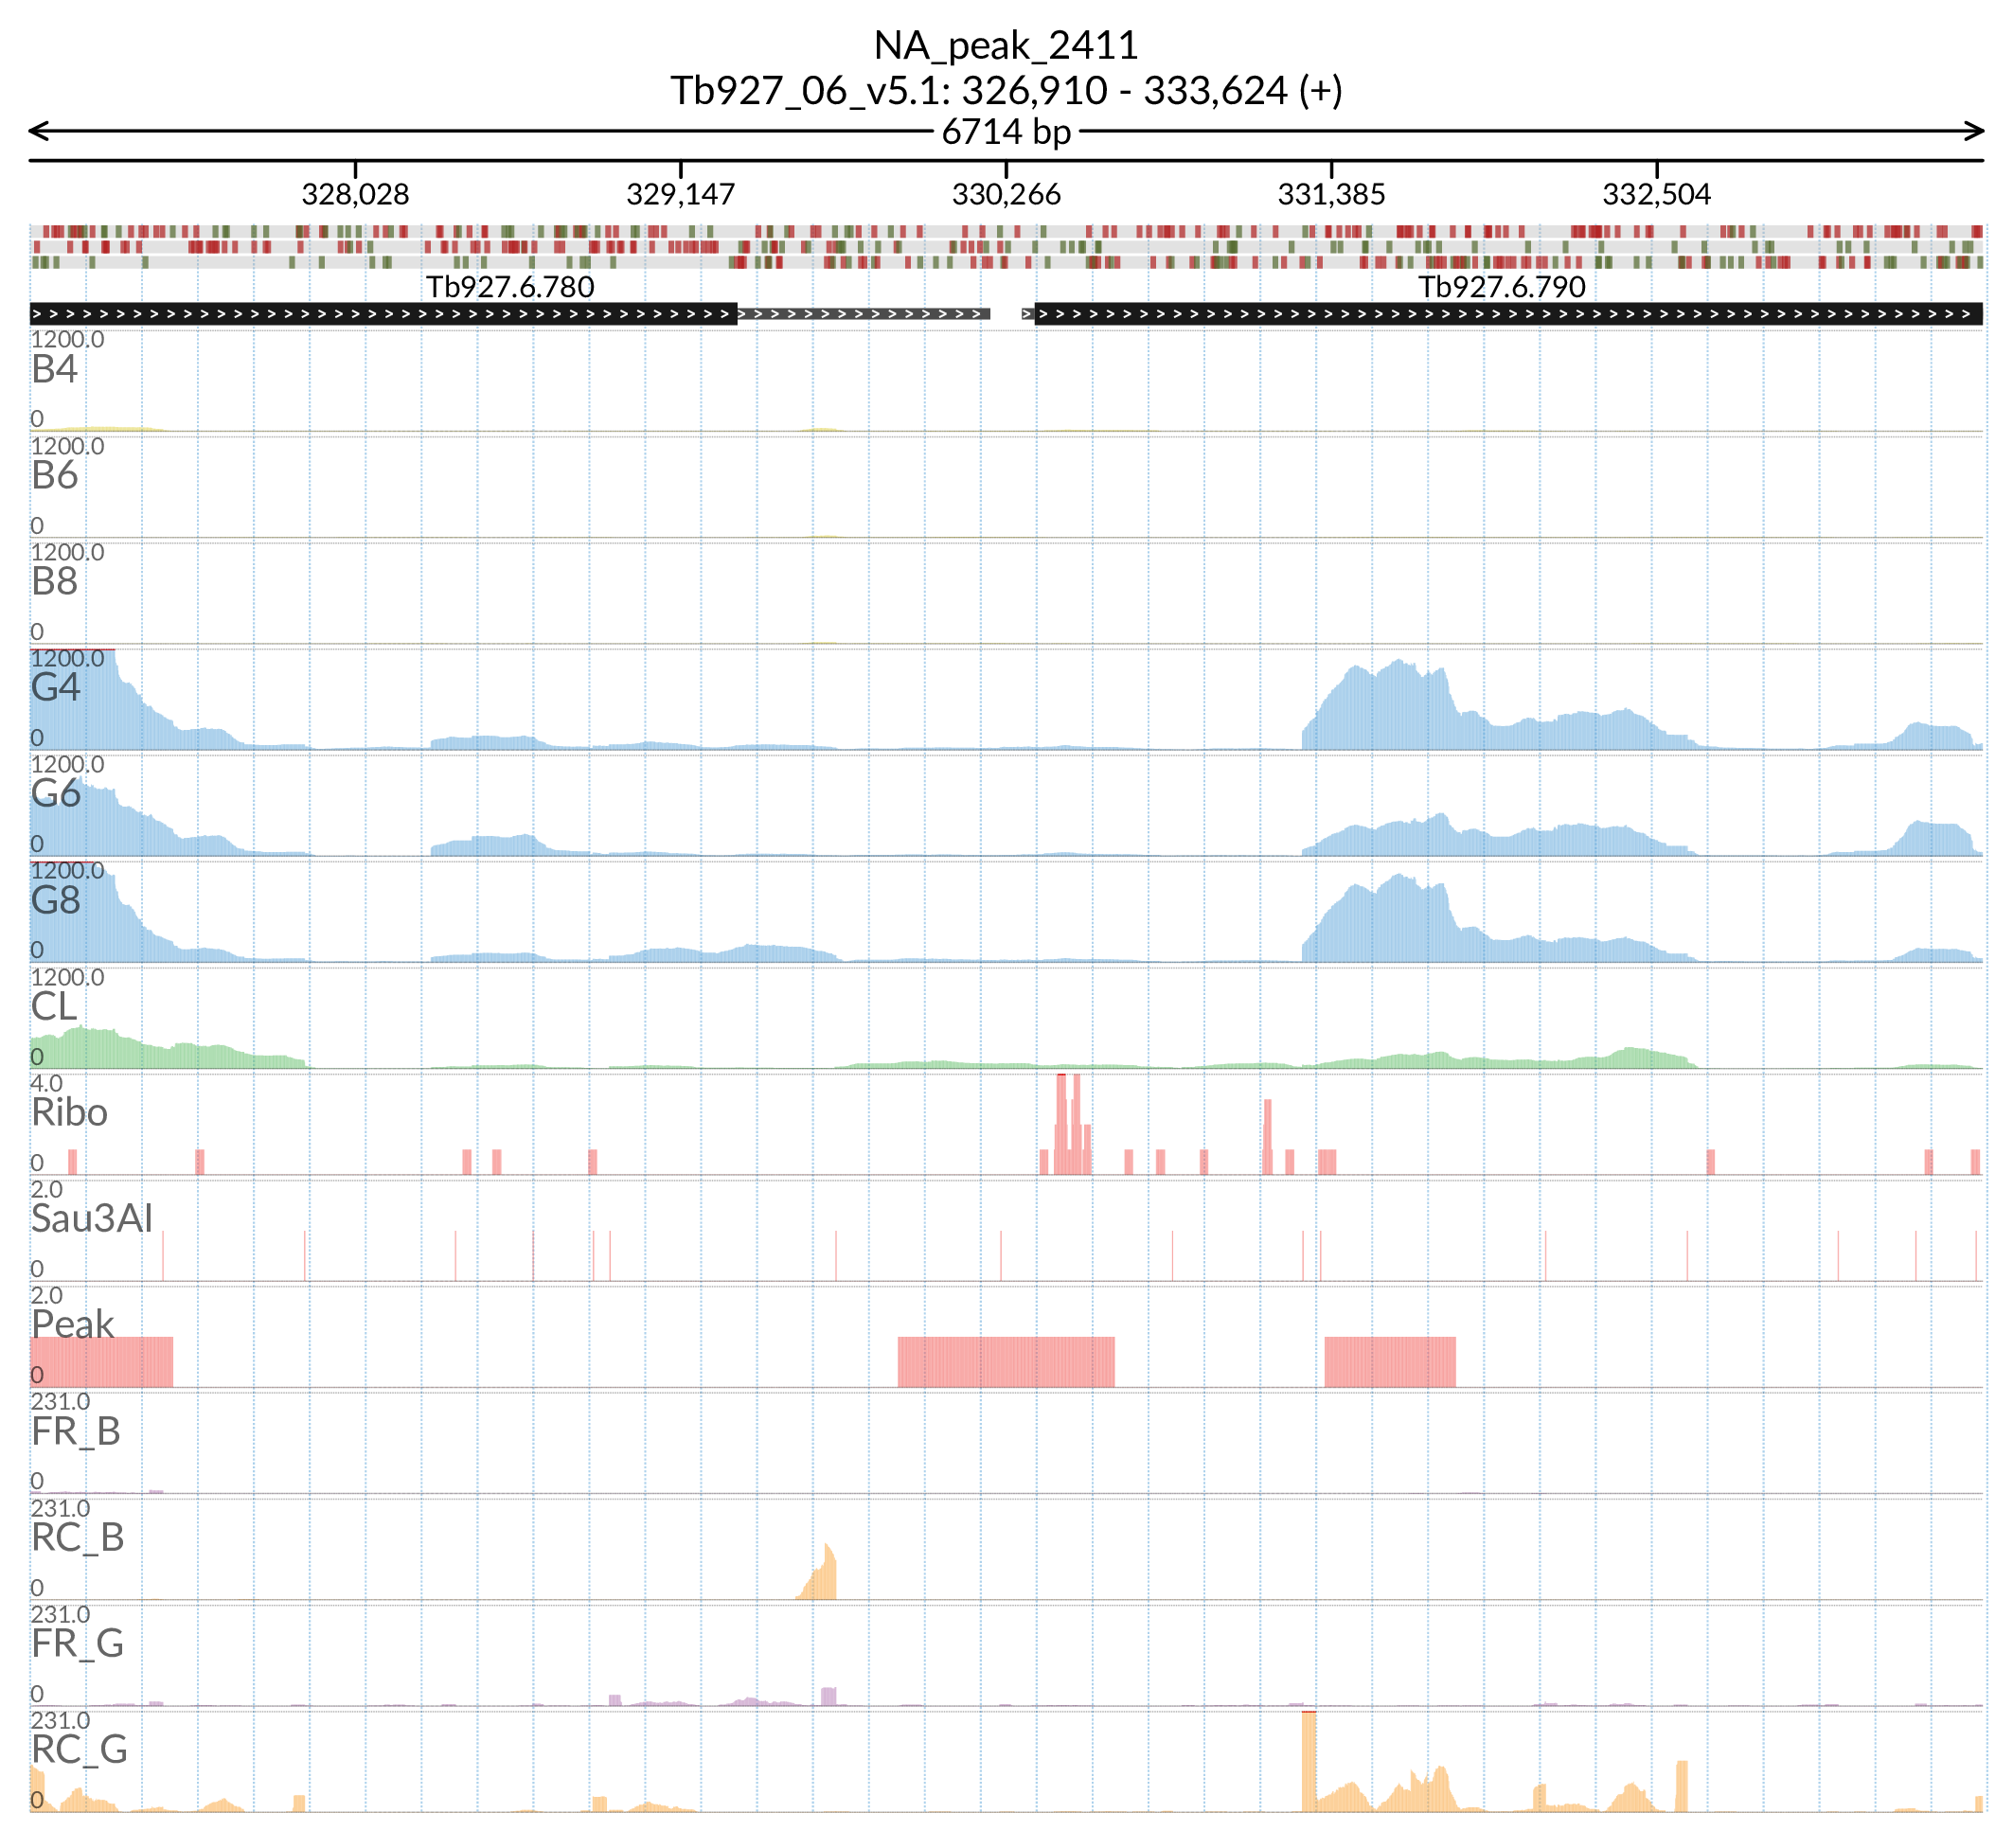 NA_peak_2411
Tb927_06_v5.1: 326,910 - 333,624 (+)
6714 bp
328,028 329,147 330,266 331,385 332,504
Tb927.6.780 Tb927.6.790
1200.0
B4
0
1200.0
B6
0
1200.0
B8
0
1200.0
G4
0
1200.0
G6
0
1200.0
G8
0
1200.0
CL
0
4.0
Ribo
0
2.0
Sau3AI
0
2.0
Peak
0
231.0
FR_B
0
231.0
RC_B
0
231.0
FR_G
0
231.0
RC_G
0